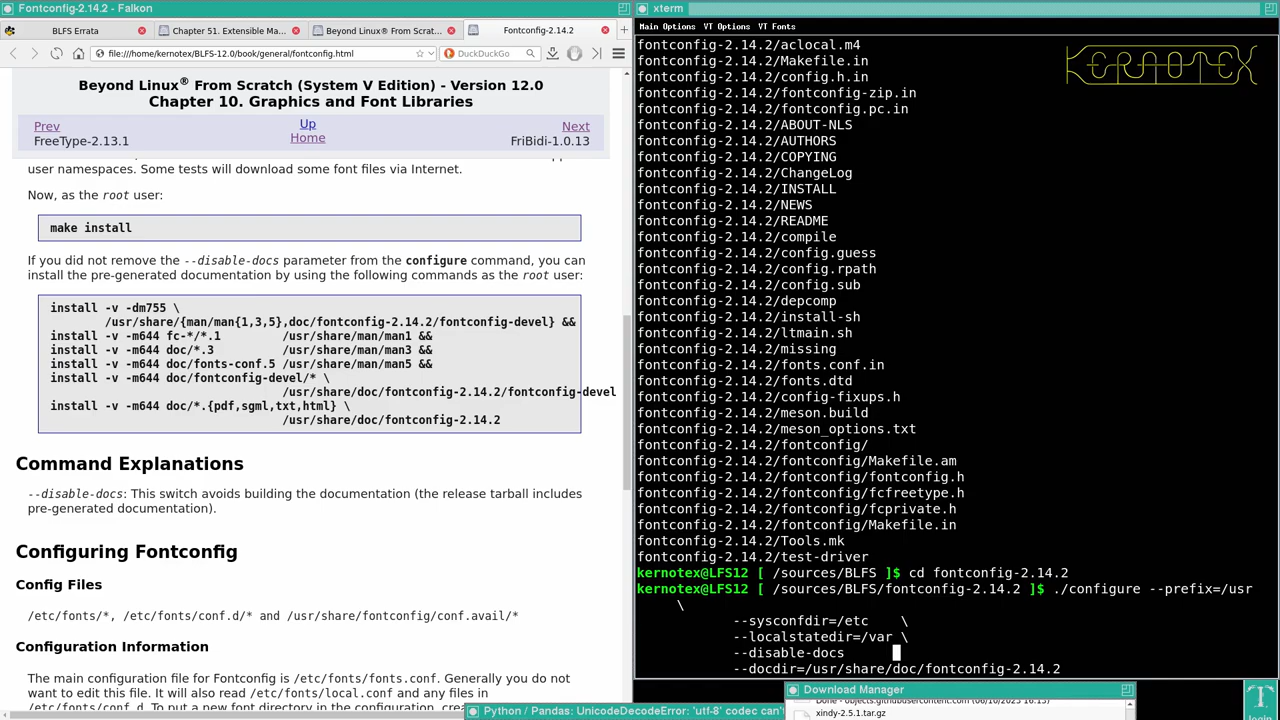 Fontconfig-2.14.2 - Falkon
BLFS Errata
Chapter 51. Extensible Ma...
Beyond Linux® From Scrat...
Fontconfig-2.14.2
file:///home/kernotex/BLFS-12.0/book/general/fontconfig.html
DuckDuckGo
Beyond Linux® From Scratch (System V Edition) - Version 12.0
Chapter 10. Graphics and Font Libraries
Prev
Up
Next
FreeType-2.13.1
Home
FriBidi-1.0.13
user namespaces. Some tests will download some font files via Internet.
Now, as the root user:
make install
If you did not remove the --disable-docs parameter from the configure command, you can
install the pre-generated documentation by using the following commands as the root user:
install -v -dm755 \
/usr/share/{man/man{1,3,5},doc/fontconfig-2.14.2/fontconfig-devel} &&
install -v -m644 fc-*/*.1 /usr/share/man/man1 &&
install -v -m644 doc/*.3 /usr/share/man/man3 &&
install -v -m644 doc/fonts-conf.5 /usr/share/man/man5 &&
install -v -m644 doc/fontconfig-devel/* \
/usr/share/doc/fontconfig-2.14.2/fontconfig-devel
install -v -m644 doc/*.{pdf,sgml,txt,html} \
/usr/share/doc/fontconfig-2.14.2
Command Explanations
--disable-docs: This switch avoids building the documentation (the release tarball includes
pre-generated documentation).
Configuring Fontconfig
Config Files
/etc/fonts/*, /etc/fonts/conf.d/* and /usr/share/fontconfig/conf.avail/*
Configuration Information
The main configuration file for Fontconfig is /etc/fonts/fonts.conf. Generally you do not
want to edit this file. It will also read /etc/fonts/local.conf and any files in
xterm
Main Options VT Options VT Fonts
KERNOTEX
fontconfig-2.14.2/aclocal.m4
fontconfig-2.14.2/Makefile.in
fontconfig-2.14.2/config.h.in
fontconfig-2.14.2/fontconfig-zip.in
fontconfig-2.14.2/fontconfig.pc.in
fontconfig-2.14.2/ABOUT-NLS
fontconfig-2.14.2/AUTHORS
fontconfig-2.14.2/COPYING
fontconfig-2.14.2/ChangeLog
fontconfig-2.14.2/INSTALL
fontconfig-2.14.2/NEWS
fontconfig-2.14.2/README
fontconfig-2.14.2/compile
fontconfig-2.14.2/config.guess
fontconfig-2.14.2/config.rpath
fontconfig-2.14.2/config.sub
fontconfig-2.14.2/depcomp
fontconfig-2.14.2/install-sh
fontconfig-2.14.2/ltmain.sh
fontconfig-2.14.2/missing
fontconfig-2.14.2/fonts.conf.in
fontconfig-2.14.2/fonts.dtd
fontconfig-2.14.2/config-fixups.h
fontconfig-2.14.2/meson.build
fontconfig-2.14.2/meson_options.txt
fontconfig-2.14.2/fontconfig/
fontconfig-2.14.2/fontconfig/Makefile.am
fontconfig-2.14.2/fontconfig/fontconfig.h
fontconfig-2.14.2/fontconfig/fcfreetype.h
fontconfig-2.14.2/fontconfig/fcprivate.h
fontconfig-2.14.2/fontconfig/Makefile.in
fontconfig-2.14.2/Tools.mk
fontconfig-2.14.2/test-driver
kernotex@LFS12 [ /sources/BLFS ]$ cd fontconfig-2.14.2
kernotex@LFS12 [ /sources/BLFS/fontconfig-2.14.2 ]$ ./configure --prefix=/usr
\
--sysconfdir=/etc \
--localstatedir=/var \
--disable-docs
--docdir=/usr/share/doc/fontconfig-2.14.2
Download Manager
xindy-2.5.1.tar.gz
Python / Pandas: UnicodeDecodeError: 'utf-8' codec can't